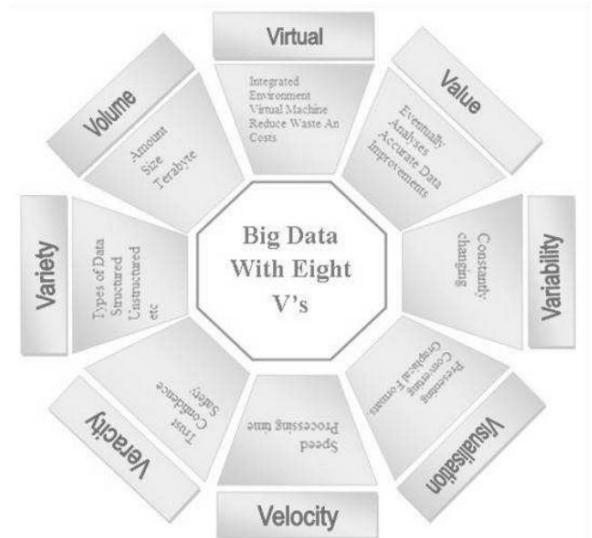 Virtual
Integrated
Environment
Virtual Machine
Reduce Waste An
Costs
Value
Eventually
Analyses
Accurate Data
Improvements
Variability
Constantly
changing
Visualisation
Presenting
Converting
Graphical Formats
Velocity
Speed
Processing time
Veracity
Trust
Confidence
Safety
Variety
Types of Data
Structured
Unstructured
etc
Volume
Amount
Size
Terabyte
Big Data
With Eight
V's